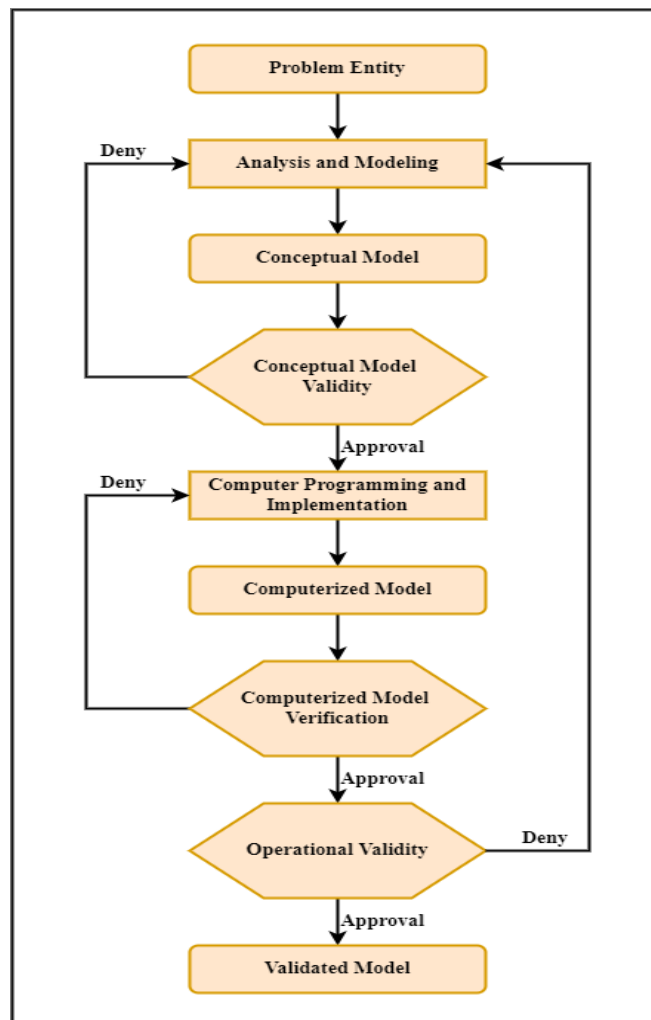 Problem Entity
Deny
Analysis and Modeling
Conceptual Model
Conceptual Model
Validity
Approval
Deny
Computer Programming and
Implementation
Computerized Model
Computerized Model
Verification
Approval
Operational Validity
Deny
Approval
Validated Model